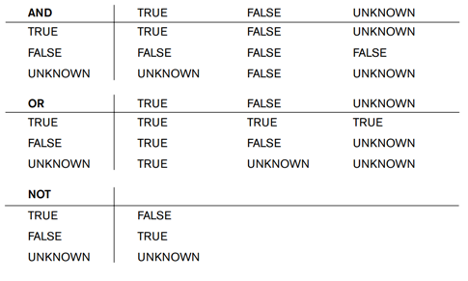 AND TRUE FALSE UNKNOWN
TRUE TRUE FALSE UNKNOWN
FALSE FALSE FALSE FALSE
UNKNOWN UNKNOWN FALSE UNKNOWN
OR TRUE FALSE UNKNOWN
TRUE TRUE TRUE TRUE
FALSE TRUE FALSE UNKNOWN
UNKNOWN TRUE UNKNOWN UNKNOWN
NOT
TRUE FALSE
FALSE TRUE
UNKNOWN UNKNOWN